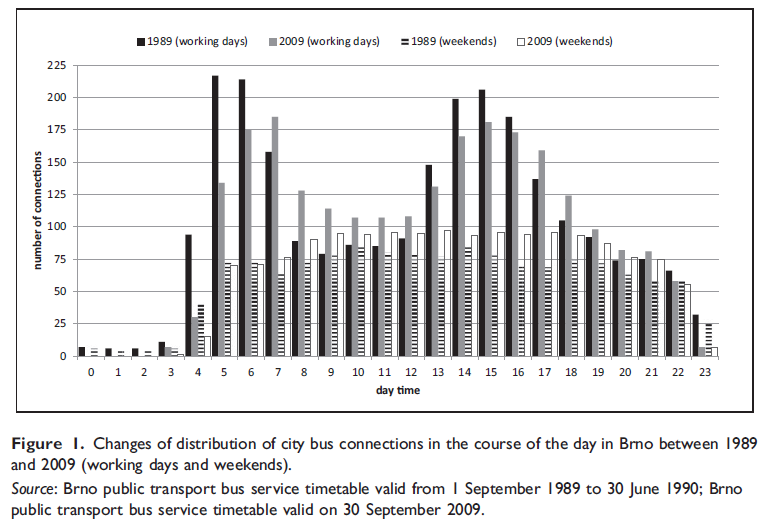 1989 (working days) 2009 (working days) 1989 (weekends) 2009 (weekends)
225
200
175
150
125
100
75
50
25
0
number of connections
0 1 2 3 4 5 6 7 8 9 10 11 12 13 14 15 16 17 18 19 20 21 22 23
day time
Figure 1. Changes of distribution of city bus connections in the course of the day in Brno between 1989
and 2009 (working days and weekends).
Source: Brno public transport bus service timetable valid from 1 September 1989 to 30 June 1990; Brno
public transport bus service timetable valid on 30 September 2009.